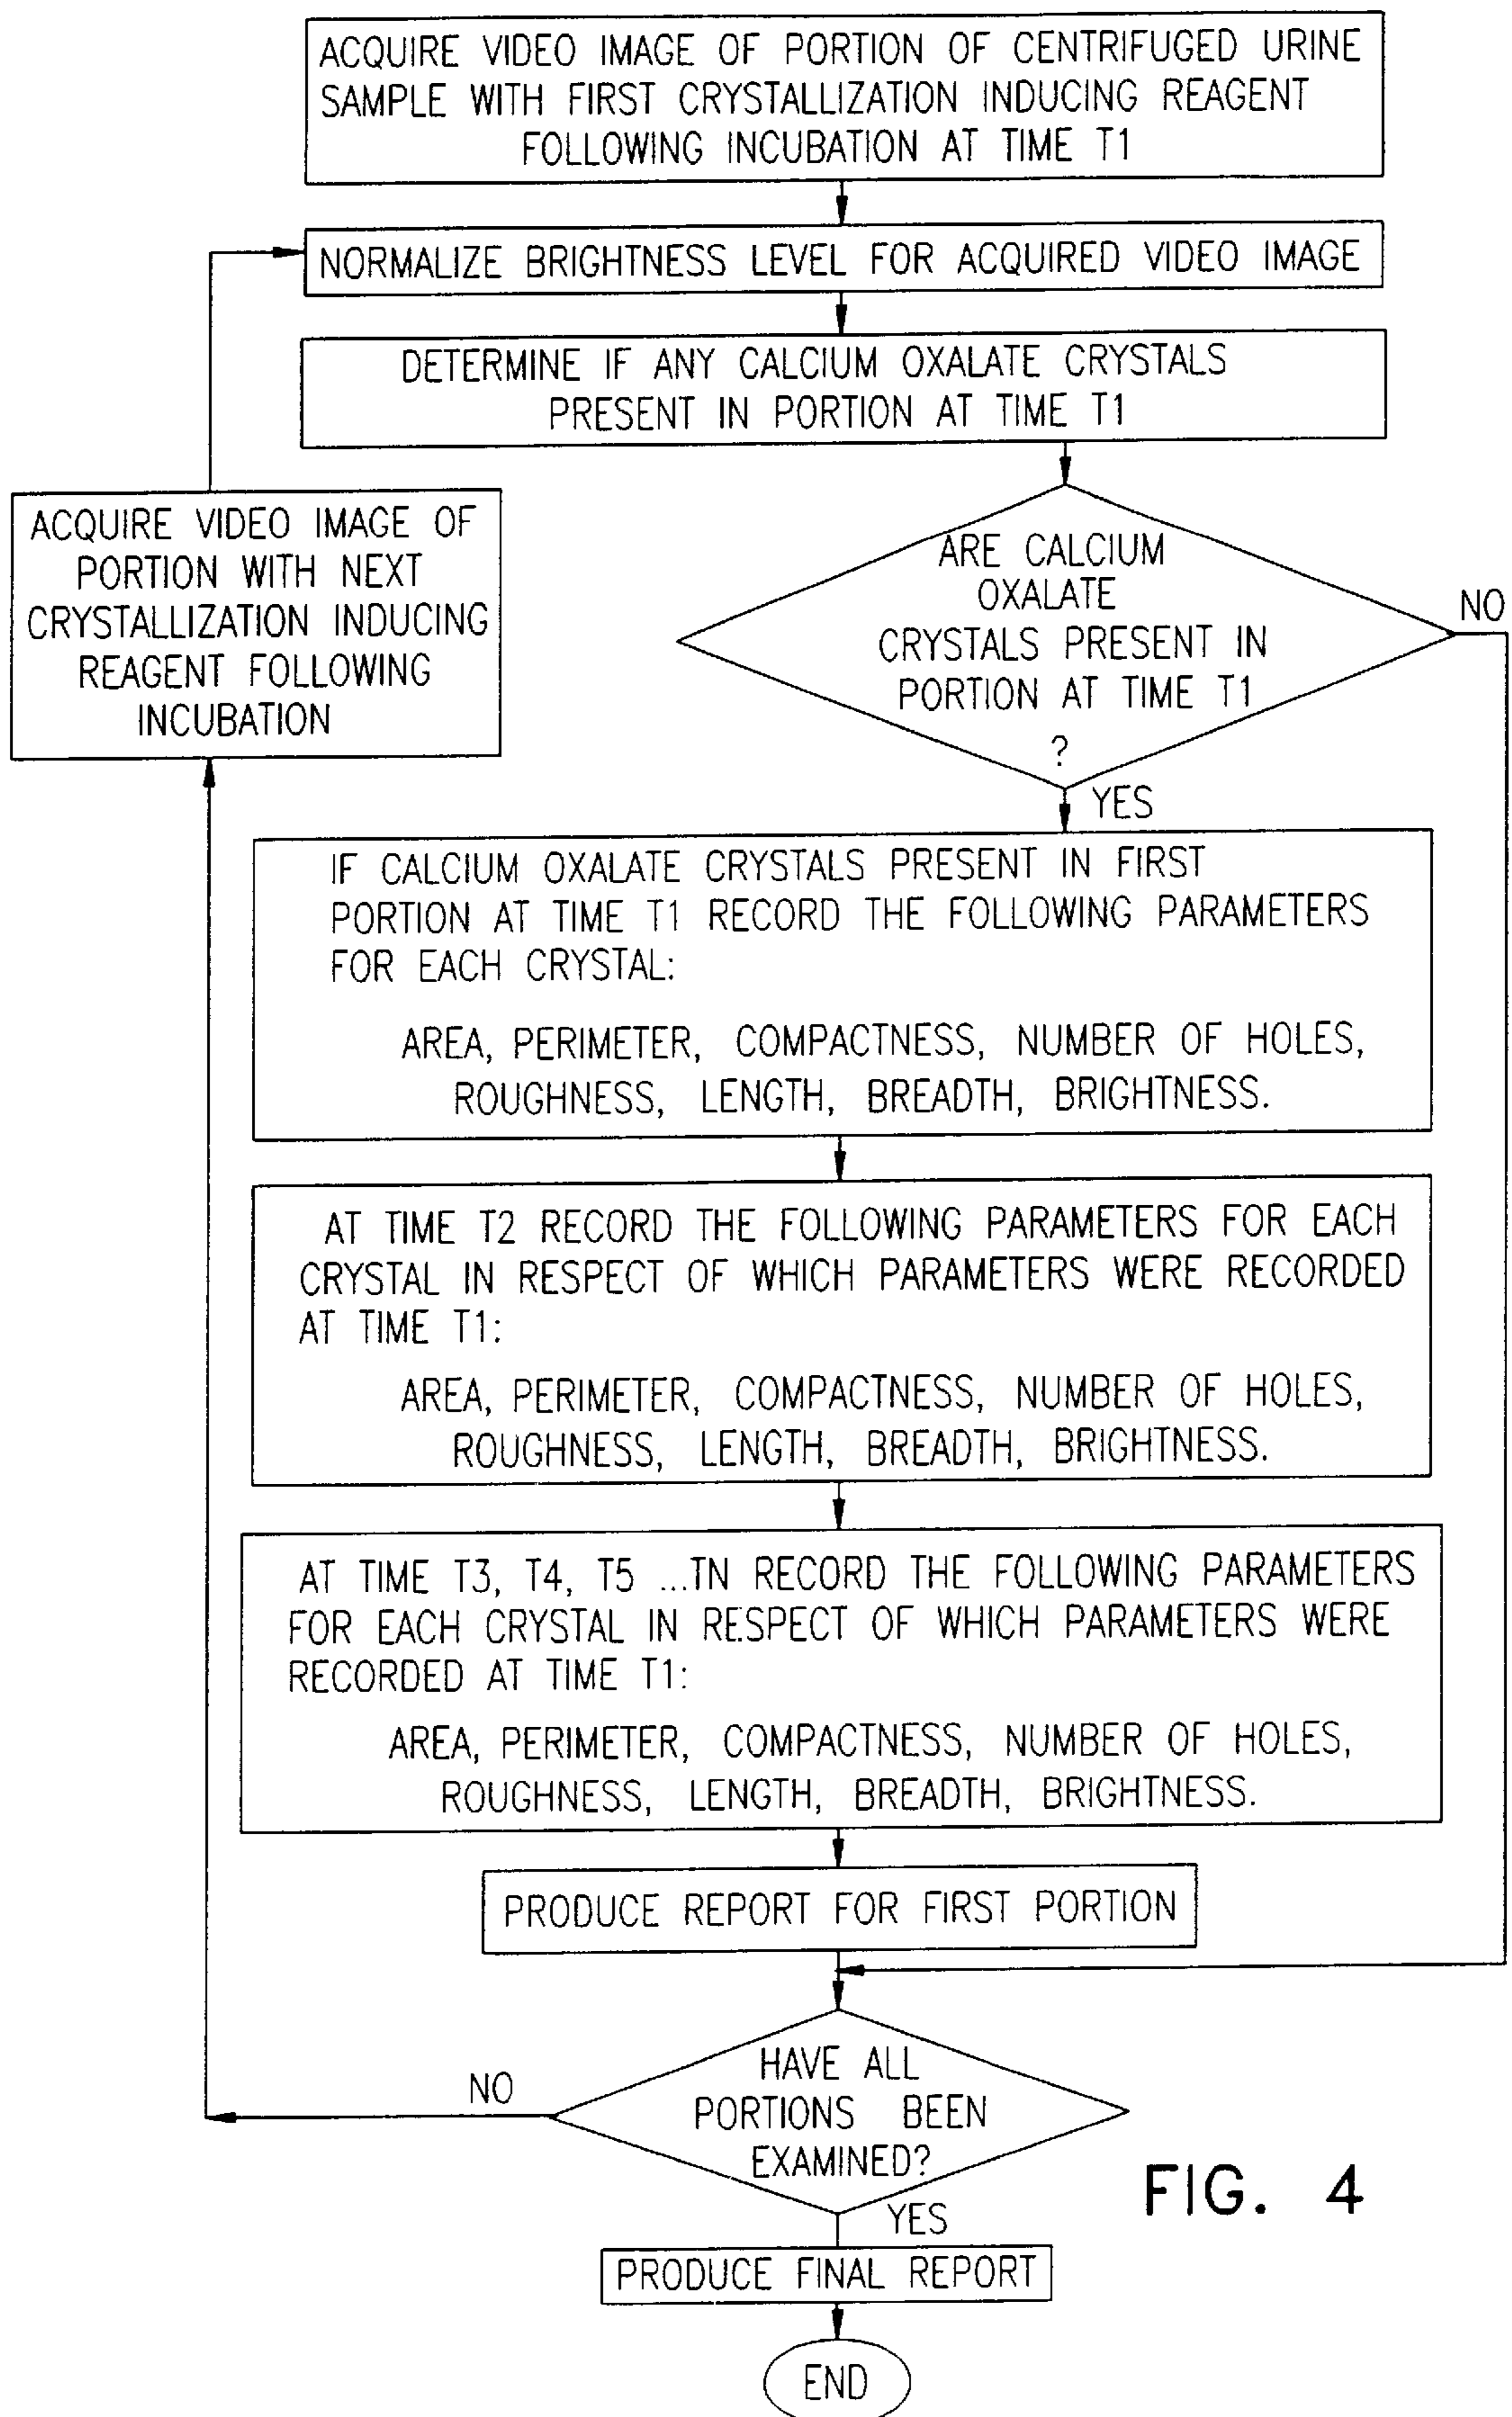 ACQUIRE VIDEO IMAGE OF PORTION OF CENTRIFUGED URINE
SAMPLE WITH FIRST CRYSTALLIZATION INDUCING REAGENT
FOLLOWING INCUBATION AT TIME T1
NORMALIZE BRIGHTNESS LEVEL FOR ACQUIRED VIDEO IMAGE
DETERMINE IF ANY CALCIUM OXALATE CRYSTALS
PRESENT IN PORTION AT TIME T1
ACQUIRE VIDEO IMAGE OF
PORTION WITH NEXT
CRYSTALLIZATION INDUCING
REAGENT FOLLOWING
INCUBATION
ARE CALCIUM
OXALATE
CRYSTALS PRESENT IN
PORTION AT TIME T1
?
NO
YES
IF CALCIUM OXALATE CRYSTALS PRESENT IN FIRST
PORTION AT TIME T1 RECORD THE FOLLOWING PARAMETERS
FOR EACH CRYSTAL:
AREA, PERIMETER, COMPACTNESS, NUMBER OF HOLES,
ROUGHNESS, LENGTH, BREADTH, BRIGHTNESS.
AT TIME T2 RECORD THE FOLLOWING PARAMETERS FOR EACH
CRYSTAL IN RESPECT OF WHICH PARAMETERS WERE RECORDED
AT TIME T1:
AREA, PERIMETER, COMPACTNESS, NUMBER OF HOLES,
ROUGHNESS, LENGTH, BREADTH, BRIGHTNESS.
AT TIME T3, T4, T5 ...TN RECORD THE FOLLOWING PARAMETERS
FOR EACH CRYSTAL IN RESPECT OF WHICH PARAMETERS WERE
RECORDED AT TIME T1:
AREA, PERIMETER, COMPACTNESS, NUMBER OF HOLES,
ROUGHNESS, LENGTH, BREADTH, BRIGHTNESS.
PRODUCE REPORT FOR FIRST PORTION
HAVE ALL
PORTIONS BEEN
EXAMINED?
NO
YES
FIG. 4
PRODUCE FINAL REPORT
END